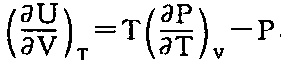 (∂U/∂V)_T = T(∂P/∂T)_V − P.